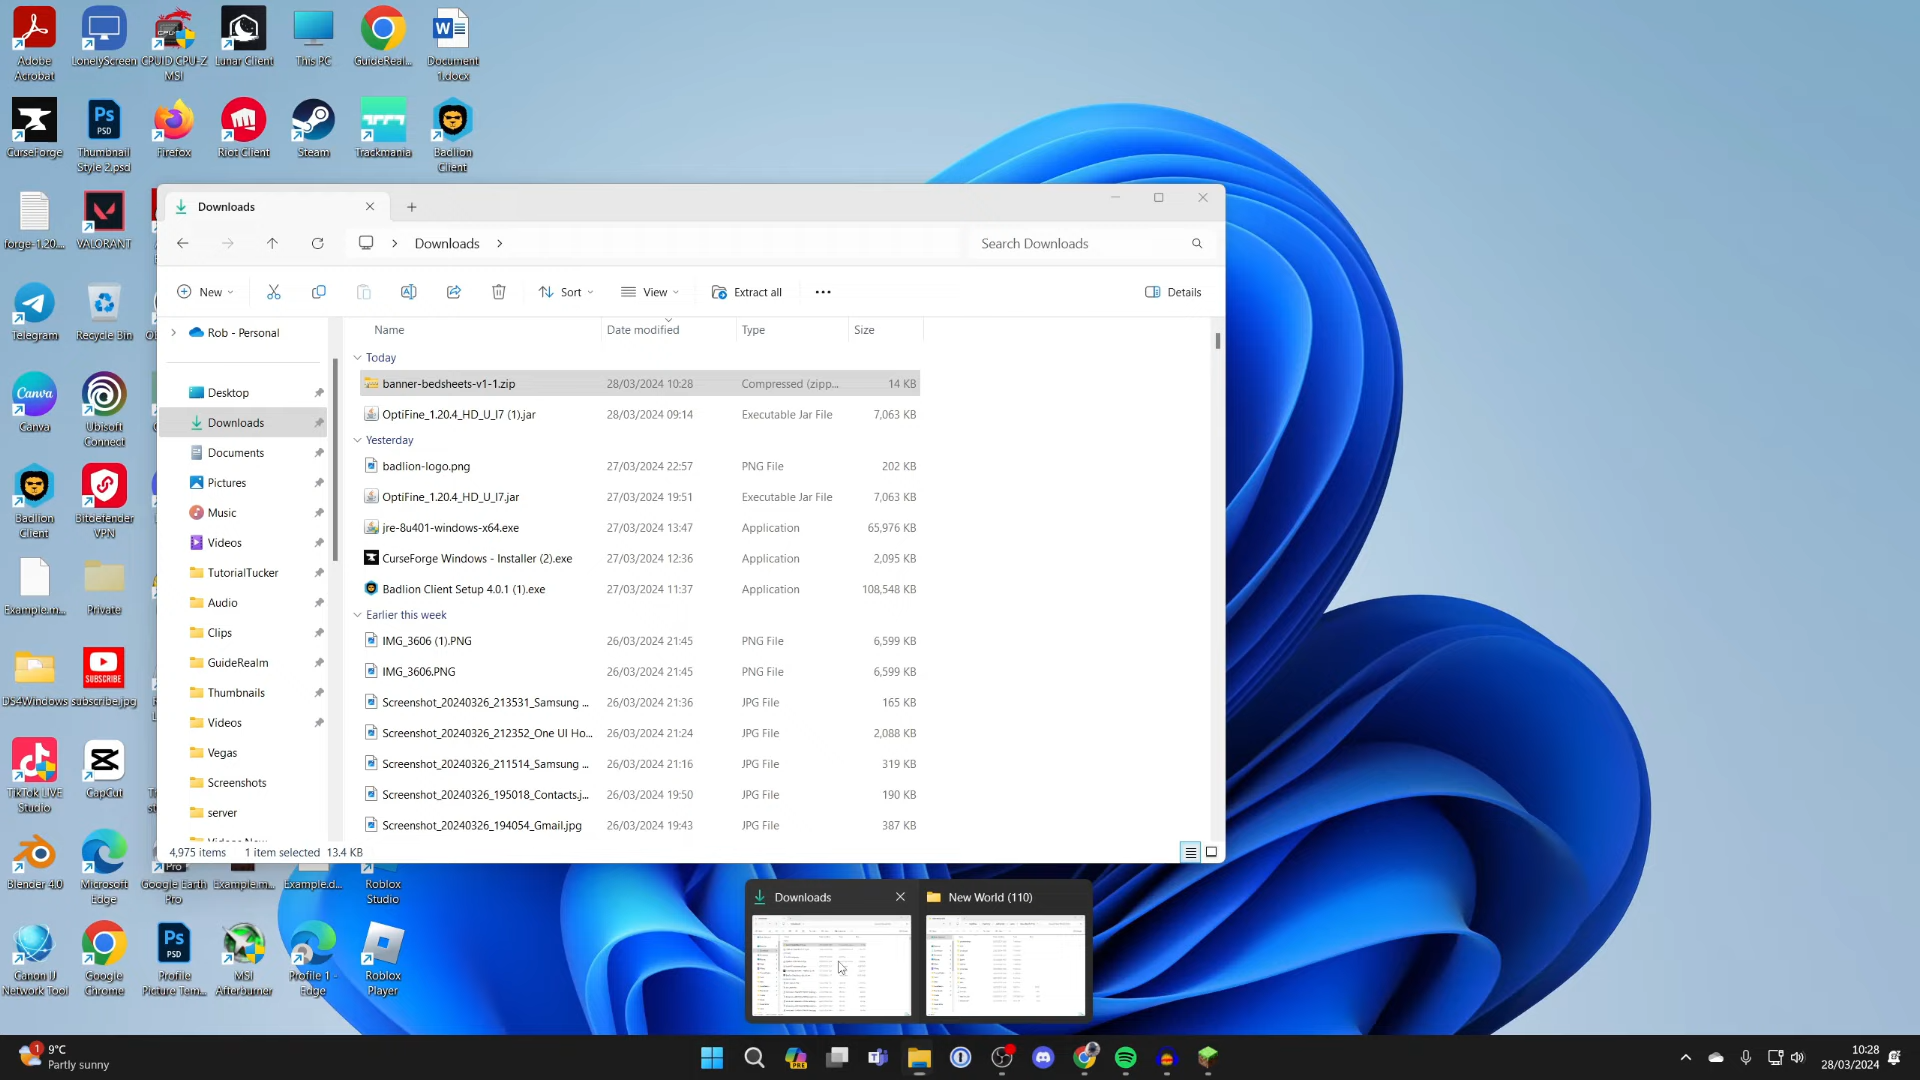 Adobe Acrobat
LonelyScreen
CPUID CPU-Z MSI
Lunar Client
This PC
GuideReal...
Document 1.docx
CurseForge
Thumbnail Style 2.psd
Firefox
Riot Client
Steam
Trackmania
Badlion Client
forge-1.20....
VALORANT
Telegram
Recycle Bin
Canva
Ubisoft Connect
Badlion Client
Bitdefender VPN
Example.m...
Private
DS4Windows
subscribe.jpg
TikTok LIVE Studio
CapCut
Blender 4.0
Microsoft Edge
Google Earth Pro
Example.m...
Example.d...
Roblox Studio
Canon IJ Network Tool
Google Chrome
Profile Picture Tem...
MSI Afterburner
Profile 1 - Edge
Roblox Player
Downloads
Downloads
Search Downloads
New
Sort
View
Extract all
Details
Rob - Personal
Desktop
Downloads
Documents
Pictures
Music
Videos
TutorialTucker
Audio
Clips
GuideRealm
Thumbnails
Videos
Vegas
Screenshots
server
Name Date modified Type Size
Today
banner-bedsheets-v1-1.zip 28/03/2024 10:28 Compressed (zipp... 14 KB
OptiFine_1.20.4_HD_U_I7 (1).jar 28/03/2024 09:14 Executable Jar File 7,063 KB
Yesterday
badlion-logo.png 27/03/2024 22:57 PNG File 202 KB
OptiFine_1.20.4_HD_U_I7.jar 27/03/2024 19:51 Executable Jar File 7,063 KB
jre-8u401-windows-x64.exe 27/03/2024 13:47 Application 65,976 KB
CurseForge Windows - Installer (2).exe 27/03/2024 12:36 Application 2,095 KB
Badlion Client Setup 4.0.1 (1).exe 27/03/2024 11:37 Application 108,548 KB
Earlier this week
IMG_3606 (1).PNG 26/03/2024 21:45 PNG File 6,599 KB
IMG_3606.PNG 26/03/2024 21:45 PNG File 6,599 KB
Screenshot_20240326_213531_Samsung ... 26/03/2024 21:36 JPG File 165 KB
Screenshot_20240326_212352_One UI Ho... 26/03/2024 21:24 JPG File 2,088 KB
Screenshot_20240326_211514_Samsung ... 26/03/2024 21:16 JPG File 319 KB
Screenshot_20240326_195018_Contacts.j... 26/03/2024 19:50 JPG File 190 KB
Screenshot_20240326_194054_Gmail.jpg 26/03/2024 19:43 JPG File 387 KB
4,975 items 1 item selected 13.4 KB
Downloads
New World (110)
9°C
Partly sunny
10:28
28/03/2024